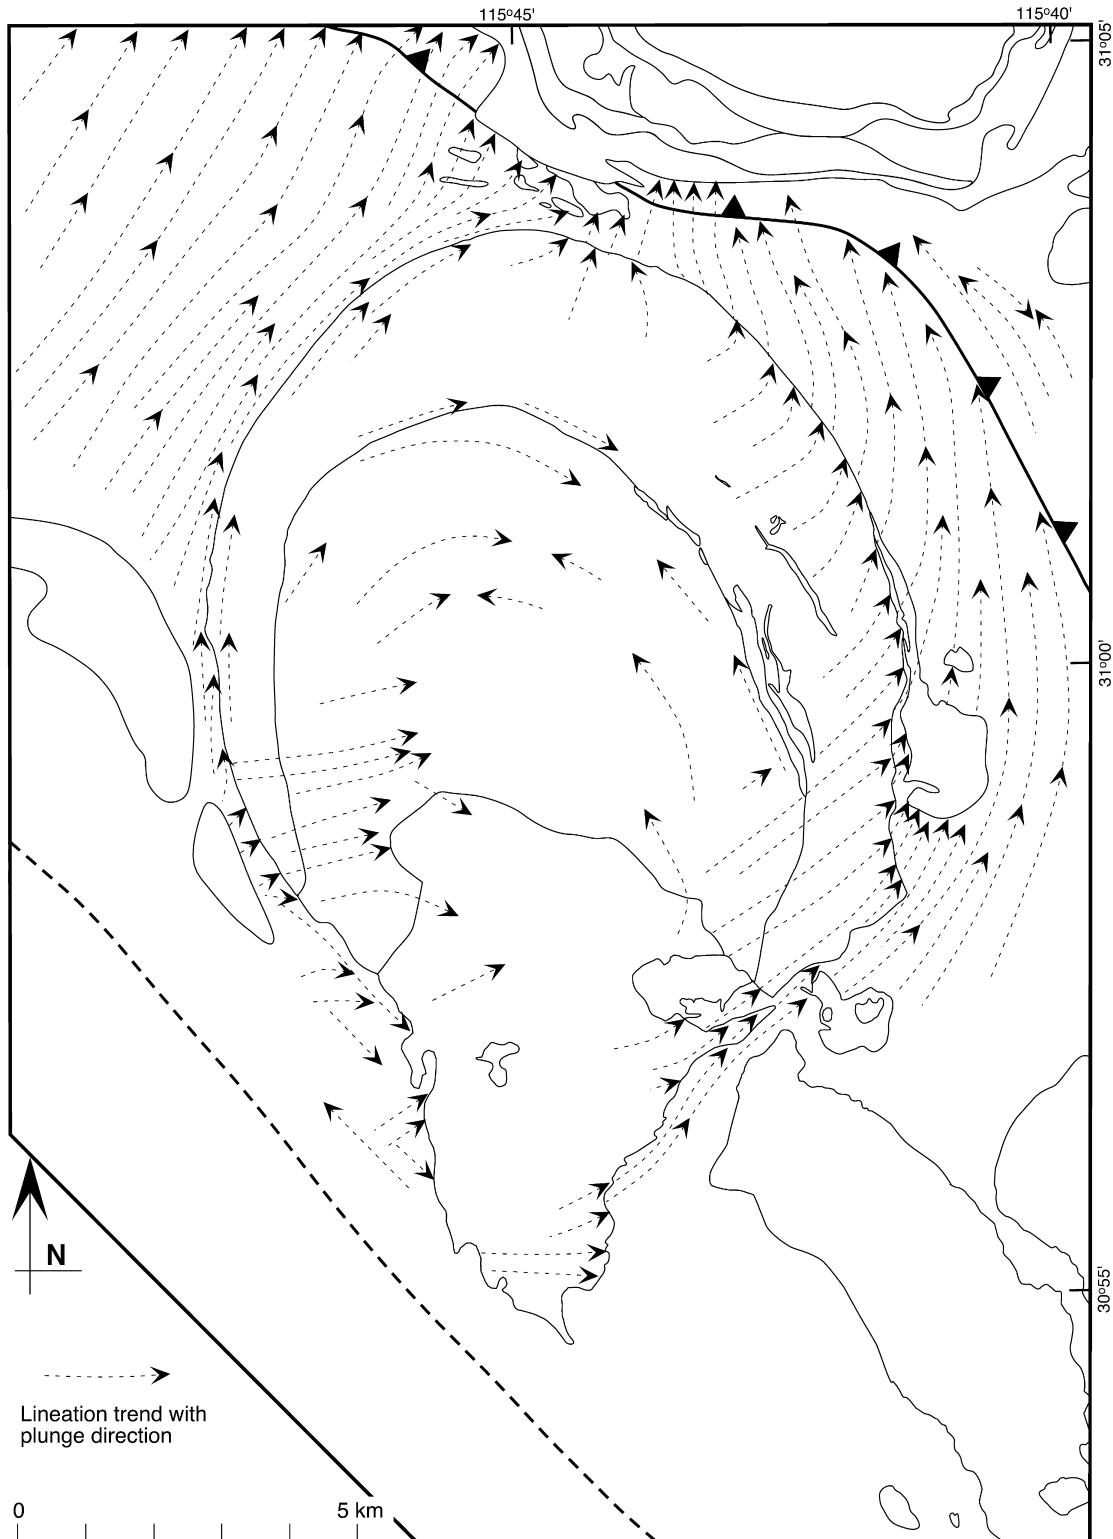 115º45'
115º40'
31º05'
31º00'
30º55'
N
Lineation trend with
plunge direction
0 5 km